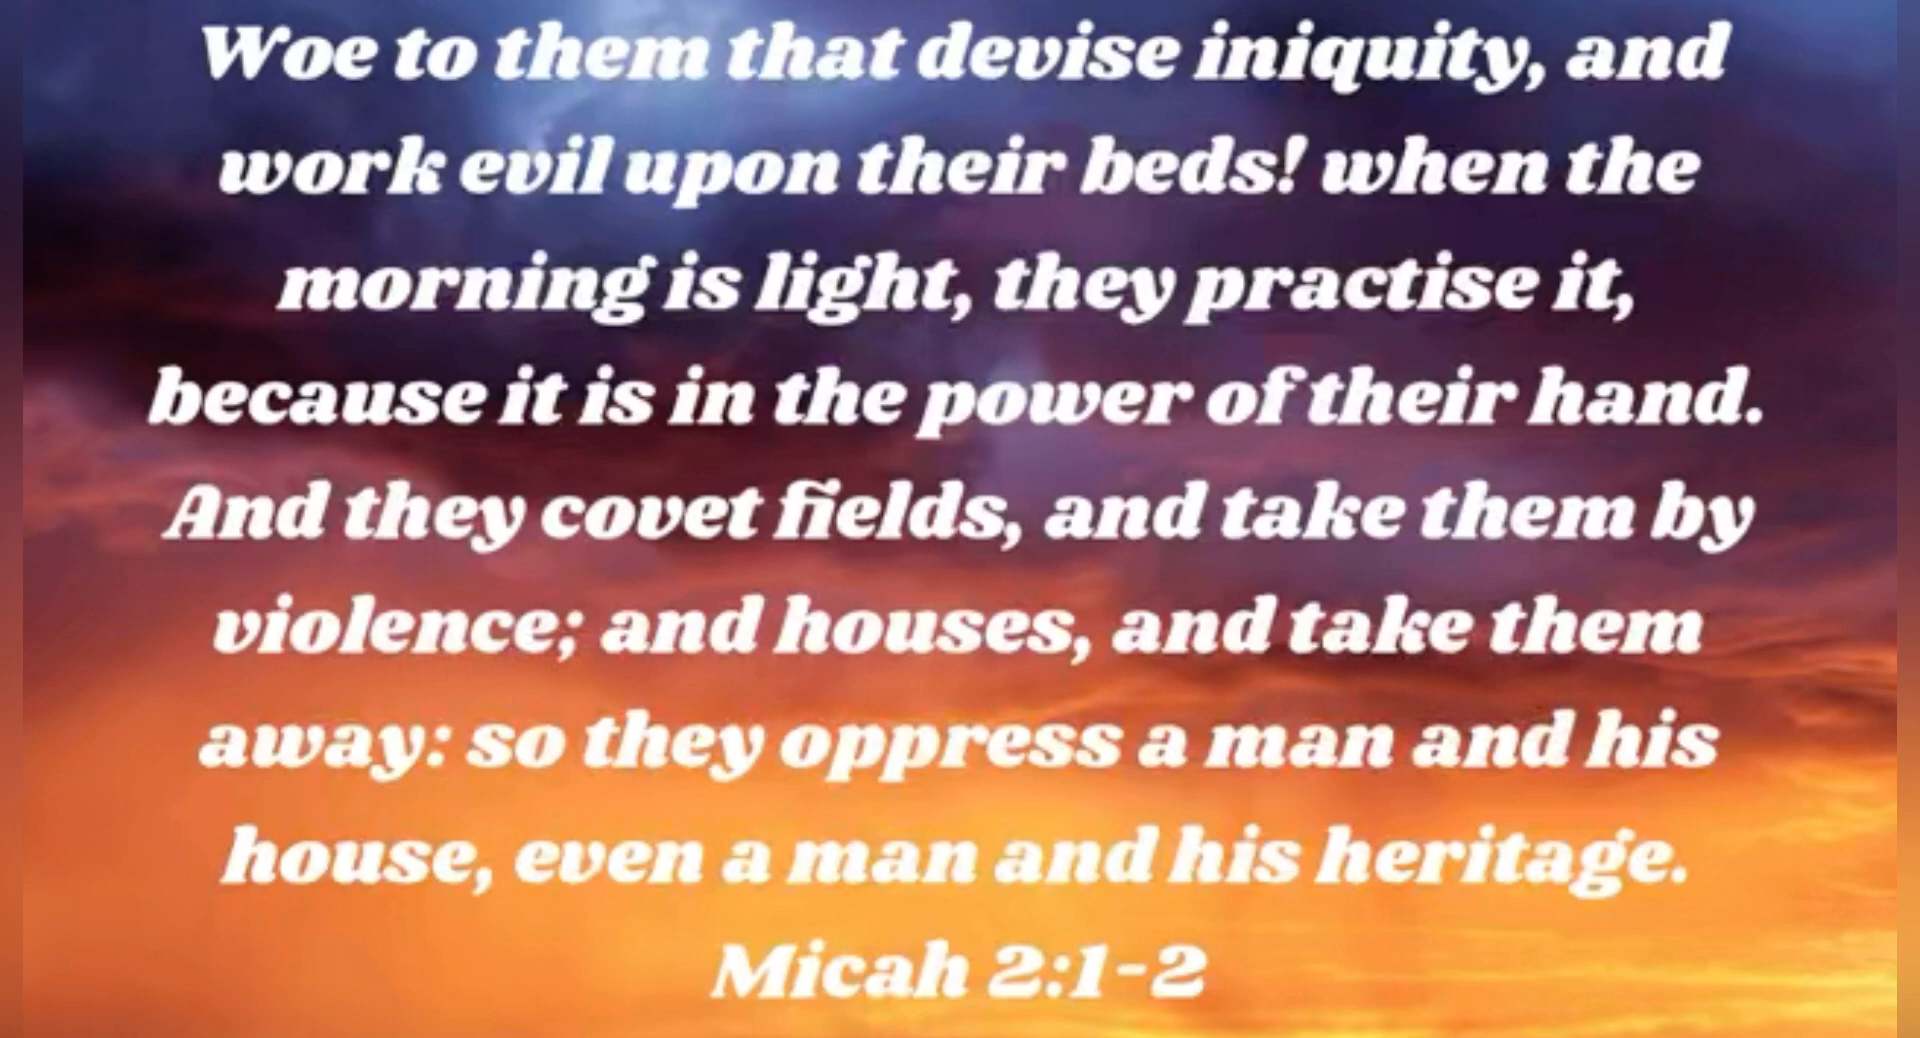 Woe to them that devise iniquity, and
work evil upon their beds! when the
morning is light, they practise it,
because it is in the power of their hand.
And they covet fields, and take them by
violence; and houses, and take them
away: so they oppress a man and his
house, even a man and his heritage.
Micah 2:1-2